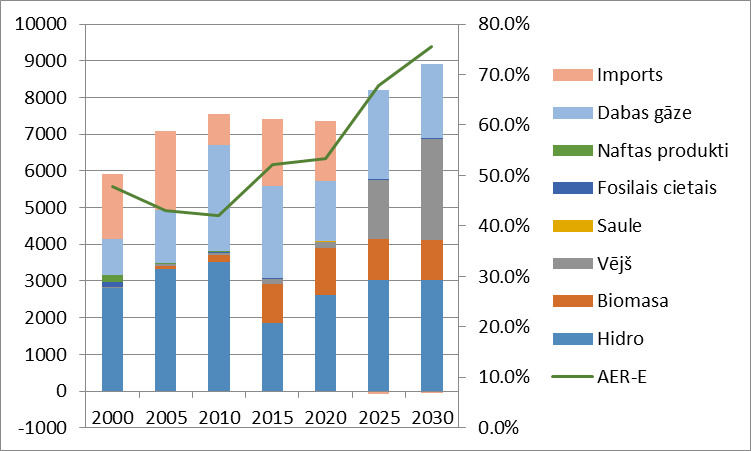 10000
9000
8000
7000
6000
5000
4000
3000
2000
1000
0
-1000
2000 2005 2010 2015 2020 2025 2030
80.0%
70.0%
60.0%
50.0%
40.0%
30.0%
20.0%
10.0%
0.0%
Imports
Dabas gāze
Naftas produkti
Fosilais cietais
Saule
Vējš
Biomasa
Hidro
AER-E